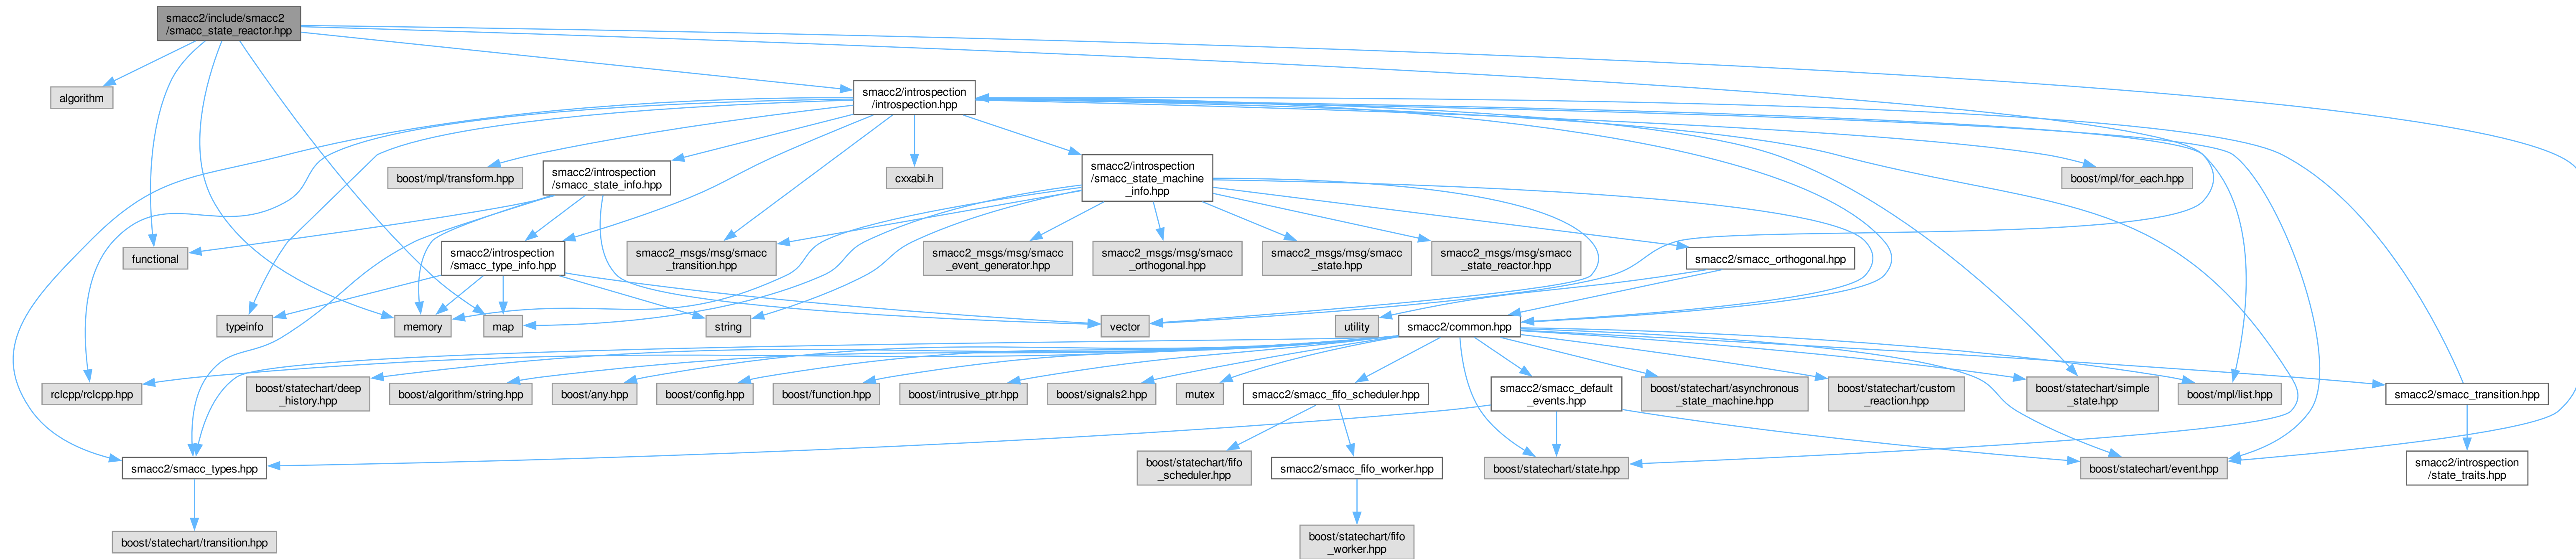 smacc2/include/smacc2
/smacc_state_reactor.hpp
algorithm
smacc2/introspection
/introspection.hpp
smacc2/introspection
/smacc_state_info.hpp
boost/mpl/transform.hpp
cxxabi.h
smacc2/introspection
/smacc_state_machine
_info.hpp
boost/mpl/for_each.hpp
functional
smacc2/introspection
/smacc_type_info.hpp
smacc2_msgs/msg/smacc
_transition.hpp
smacc2_msgs/msg/smacc
_event_generator.hpp
smacc2_msgs/msg/smacc
_orthogonal.hpp
smacc2_msgs/msg/smacc
_state.hpp
smacc2_msgs/msg/smacc
_state_reactor.hpp
smacc2/smacc_orthogonal.hpp
typeinfo
memory
map
string
vector
utility
smacc2/common.hpp
rclcpp/rclcpp.hpp
boost/statechart/deep
_history.hpp
boost/algorithm/string.hpp
boost/any.hpp
boost/config.hpp
boost/function.hpp
boost/intrusive_ptr.hpp
boost/signals2.hpp
mutex
smacc2/smacc_fifo_scheduler.hpp
smacc2/smacc_default
_events.hpp
boost/statechart/asynchronous
_state_machine.hpp
boost/statechart/custom
_reaction.hpp
boost/statechart/simple
_state.hpp
boost/mpl/list.hpp
smacc2/smacc_transition.hpp
smacc2/smacc_types.hpp
boost/statechart/fifo
_scheduler.hpp
smacc2/smacc_fifo_worker.hpp
boost/statechart/state.hpp
boost/statechart/event.hpp
smacc2/introspection
/state_traits.hpp
boost/statechart/transition.hpp
boost/statechart/fifo
_worker.hpp